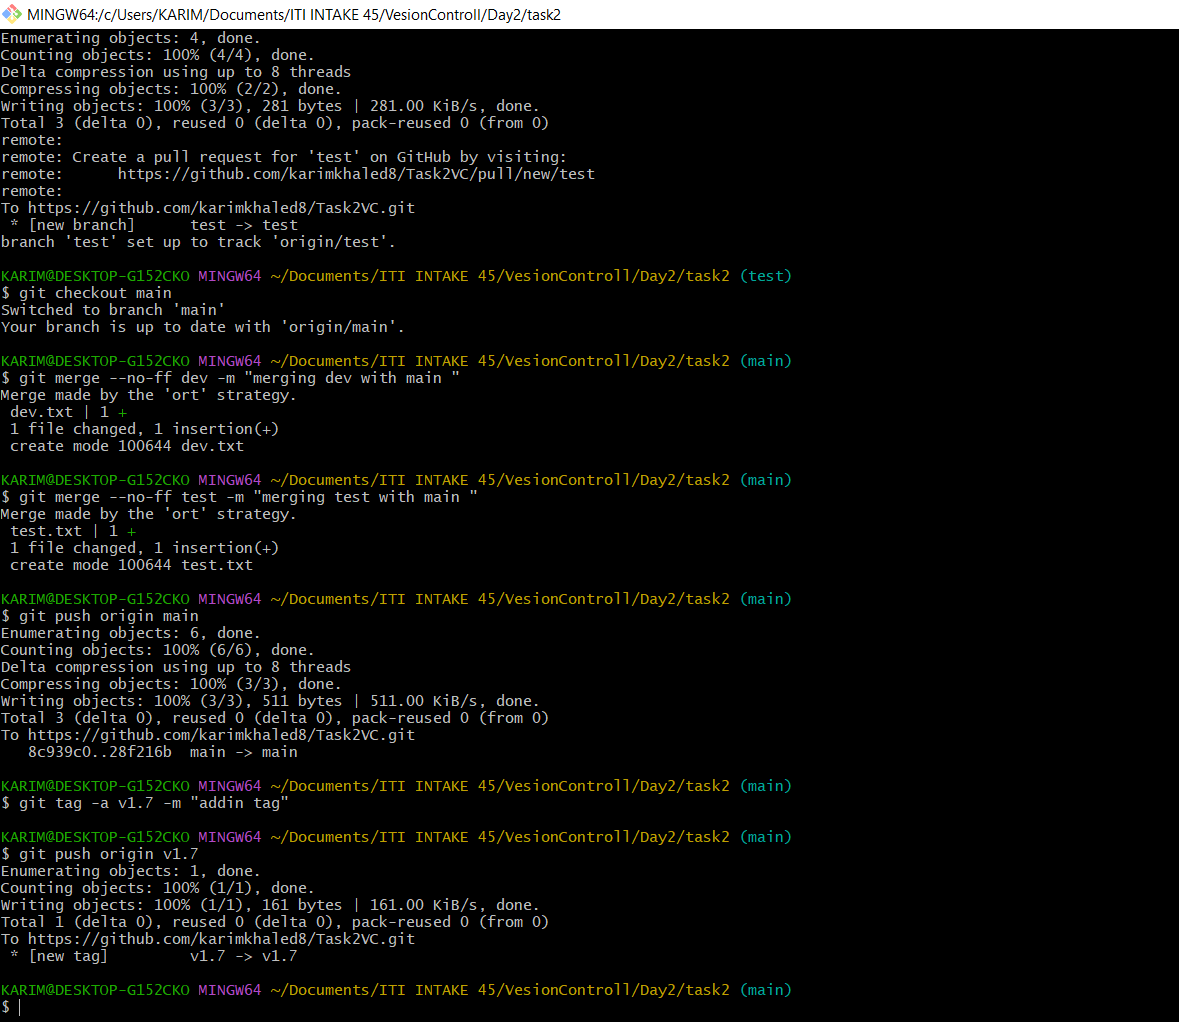 MINGW64:/c/Users/KARIM/Documents/ITI INTAKE 45/VesionControll/Day2/task2
Enumerating objects: 4, done.
Counting objects: 100% (4/4), done.
Delta compression using up to 8 threads
Compressing objects: 100% (2/2), done.
Writing objects: 100% (3/3), 281 bytes | 281.00 KiB/s, done.
Total 3 (delta 0), reused 0 (delta 0), pack-reused 0 (from 0)
remote:
remote: Create a pull request for 'test' on GitHub by visiting:
remote:      https://github.com/karimkhaled8/Task2VC/pull/new/test
remote:
To https://github.com/karimkhaled8/Task2VC.git
 * [new branch]      test -> test
branch 'test' set up to track 'origin/test'.
KARIM@DESKTOP-G152CKO MINGW64 ~/Documents/ITI INTAKE 45/VesionControll/Day2/task2 (test)
$ git checkout main
Switched to branch 'main'
Your branch is up to date with 'origin/main'.
KARIM@DESKTOP-G152CKO MINGW64 ~/Documents/ITI INTAKE 45/VesionControll/Day2/task2 (main)
$ git merge --no-ff dev -m "merging dev with main "
Merge made by the 'ort' strategy.
 dev.txt | 1 +
 1 file changed, 1 insertion(+)
 create mode 100644 dev.txt
KARIM@DESKTOP-G152CKO MINGW64 ~/Documents/ITI INTAKE 45/VesionControll/Day2/task2 (main)
$ git merge --no-ff test -m "merging test with main "
Merge made by the 'ort' strategy.
 test.txt | 1 +
 1 file changed, 1 insertion(+)
 create mode 100644 test.txt
KARIM@DESKTOP-G152CKO MINGW64 ~/Documents/ITI INTAKE 45/VesionControll/Day2/task2 (main)
$ git push origin main
Enumerating objects: 6, done.
Counting objects: 100% (6/6), done.
Delta compression using up to 8 threads
Compressing objects: 100% (3/3), done.
Writing objects: 100% (3/3), 511 bytes | 511.00 KiB/s, done.
Total 3 (delta 0), reused 0 (delta 0), pack-reused 0 (from 0)
To https://github.com/karimkhaled8/Task2VC.git
   8c939c0..28f216b  main -> main
KARIM@DESKTOP-G152CKO MINGW64 ~/Documents/ITI INTAKE 45/VesionControll/Day2/task2 (main)
$ git tag -a v1.7 -m "addin tag"
KARIM@DESKTOP-G152CKO MINGW64 ~/Documents/ITI INTAKE 45/VesionControll/Day2/task2 (main)
$ git push origin v1.7
Enumerating objects: 1, done.
Counting objects: 100% (1/1), done.
Writing objects: 100% (1/1), 161 bytes | 161.00 KiB/s, done.
Total 1 (delta 0), reused 0 (delta 0), pack-reused 0 (from 0)
To https://github.com/karimkhaled8/Task2VC.git
 * [new tag]         v1.7 -> v1.7
KARIM@DESKTOP-G152CKO MINGW64 ~/Documents/ITI INTAKE 45/VesionControll/Day2/task2 (main)
$